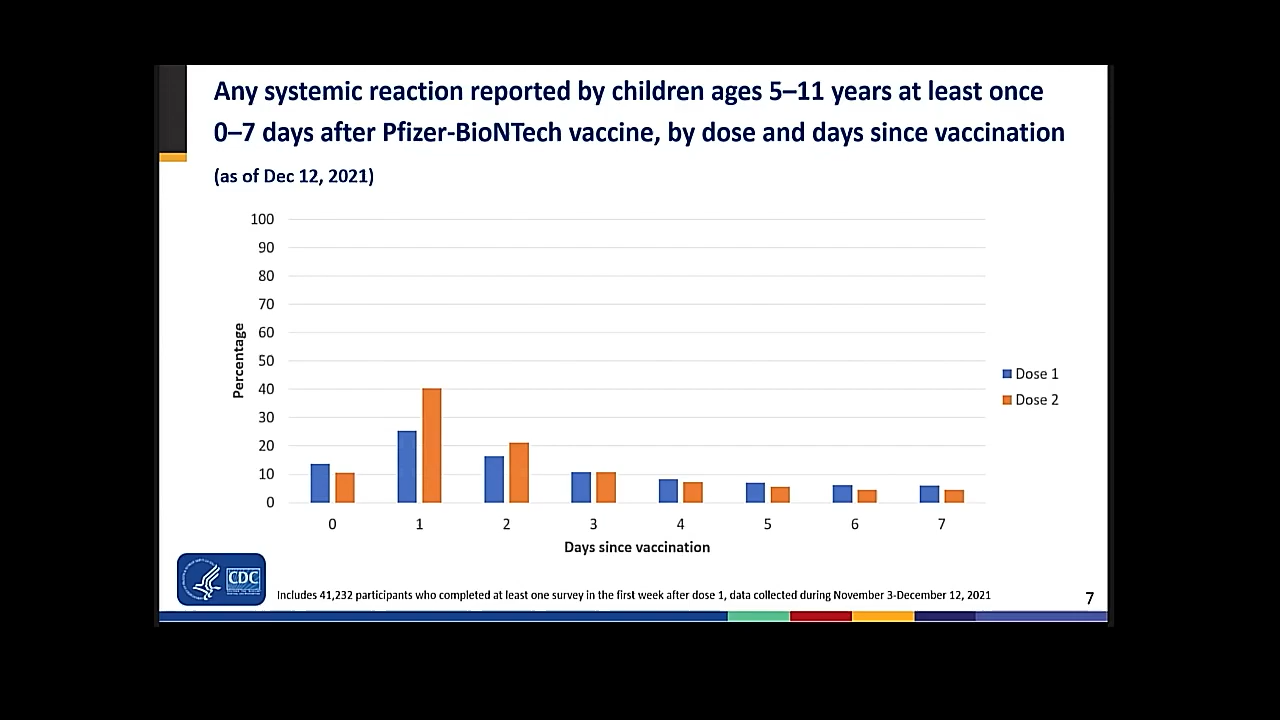 Any systemic reaction reported by children ages 5–11 years at least once
0–7 days after Pfizer-BioNTech vaccine, by dose and days since vaccination
(as of Dec 12, 2021)
100
90
80
70
60
50
40
30
20
10
0
Percentage
0 1 2 3 4 5 6 7
Days since vaccination
Dose 1
Dose 2
CDC
Includes 41,232 participants who completed at least one survey in the first week after dose 1, data collected during November 3-December 12, 2021
7